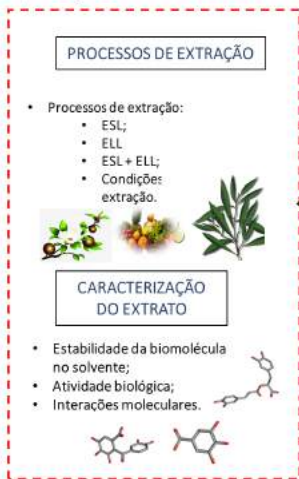 PROCESSOS DE EXTRAÇÃO
• Processos de extração:
• ESL;
• ELL
• ESL + ELL;
• Condições
extração.
CARACTERIZAÇÃO
DO EXTRATO
• Estabilidade da biomolécula
no solvente;
• Atividade biológica;
• Interações moleculares.